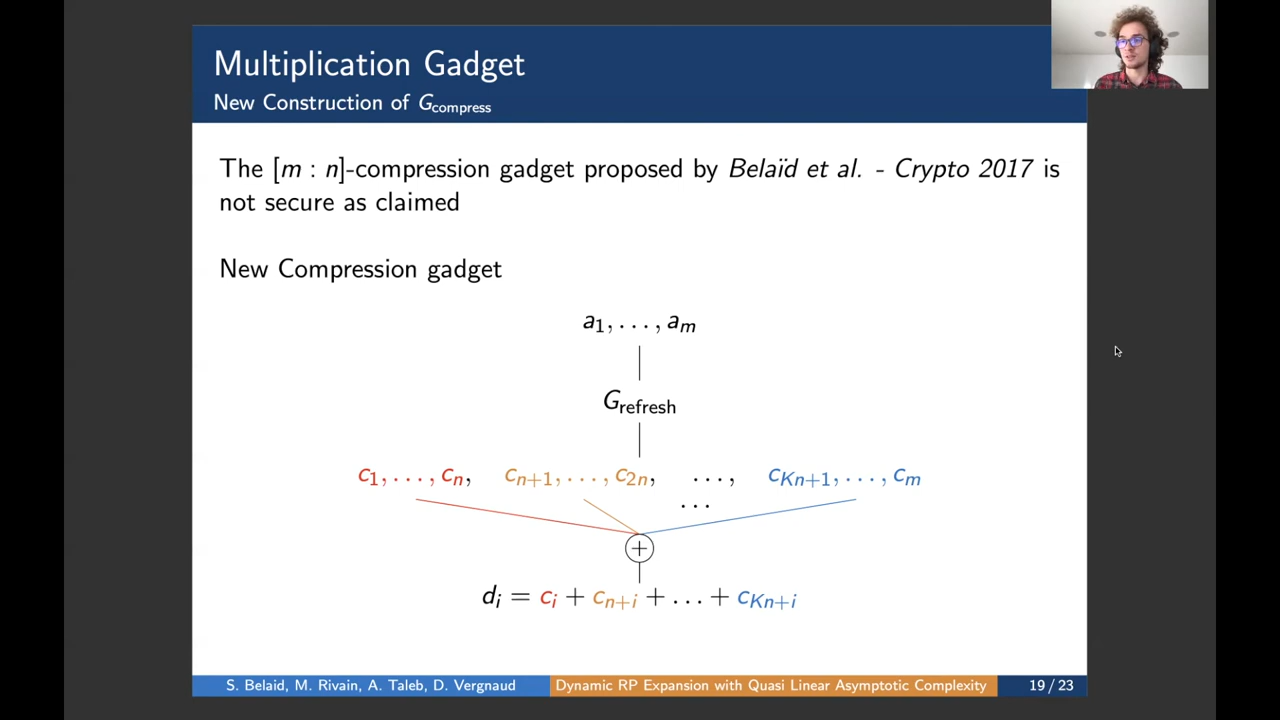 Multiplication Gadget
New Construction of G_compress
The [m : n]-compression gadget proposed by Belaïd et al. - Crypto 2017 is
not secure as claimed
New Compression gadget
a_1, . . . , a_m
G_refresh
c_1, . . . , c_n, c_{n+1}, . . . , c_{2n}, . . . , c_{Kn+1}, . . . , c_m
. . .
+
d_i = c_i + c_{n+i} + . . . + c_{Kn+i}
S. Belaid, M. Rivain, A. Taleb, D. Vergnaud Dynamic RP Expansion with Quasi Linear Asymptotic Complexity 19 / 23